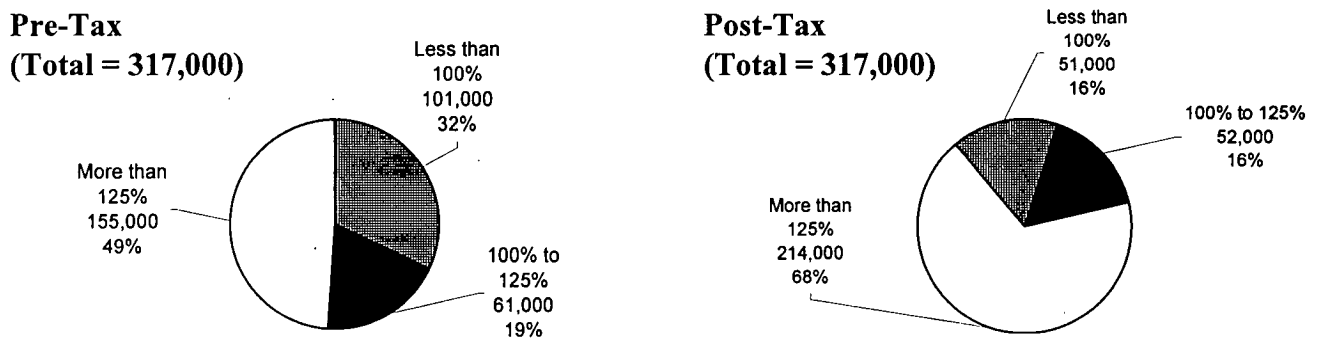 Pre-Tax
(Total = 317,000)
Less than
100%
101,000
32%
More than
125%
155,000
49%
100% to
125%
61,000
19%
Post-Tax
(Total = 317,000)
Less than
100%
51,000
16%
100% to 125%
52,000
16%
More than
125%
214,000
68%